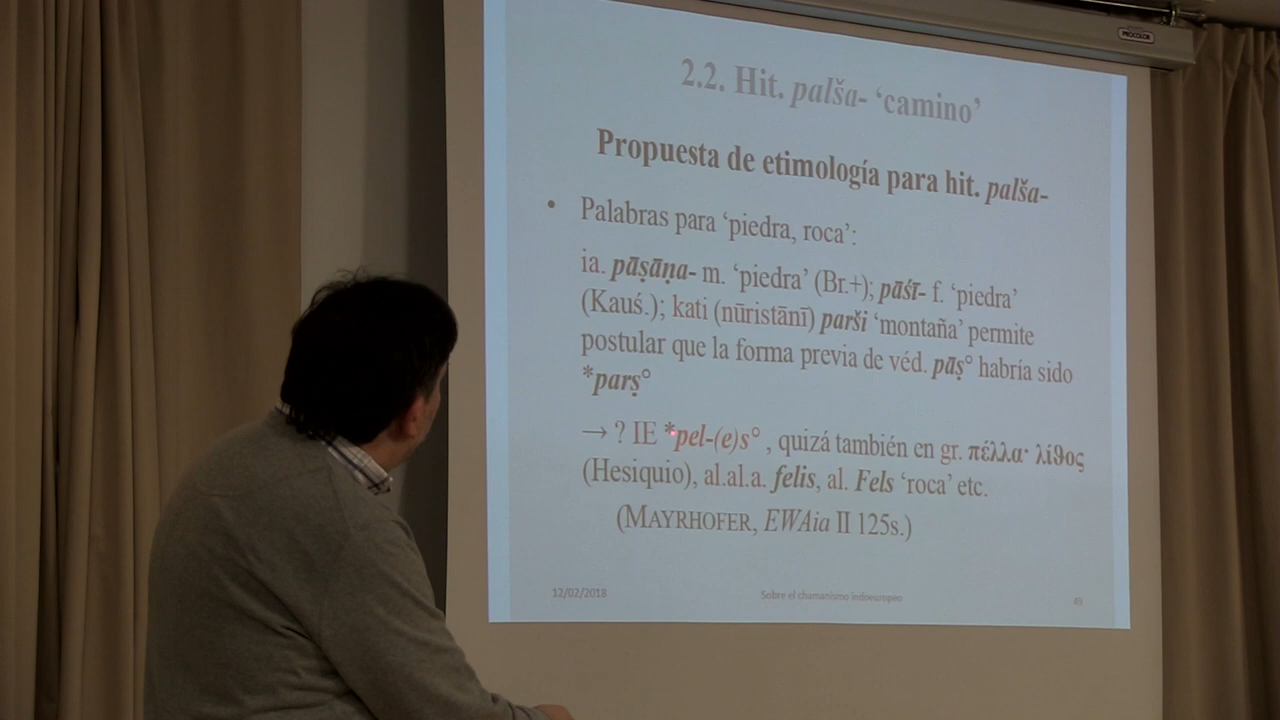 PROCOLOR
2.2. Hit. palša- ‘camino’
Propuesta de etimología para hit. palša-
• Palabras para ‘piedra, roca’:
ia. pāṣāṇa- m. ‘piedra’ (Br.+); pāśī- f. ‘piedra’
(Kauś.); kati (nūristānī) parši ‘montaña’ permite
postular que la forma previa de véd. pāṣ° habría sido
*parṣ°
→ ? IE *pel-(e)s° , quizá también en gr. πέλλα· λίθος
(Hesiquio), al.al.a. felis, al. Fels ‘roca’ etc.
(MAYRHOFER, EWAia II 125s.)
12/02/2018 Sobre el chamanismo indoeuropeo 49